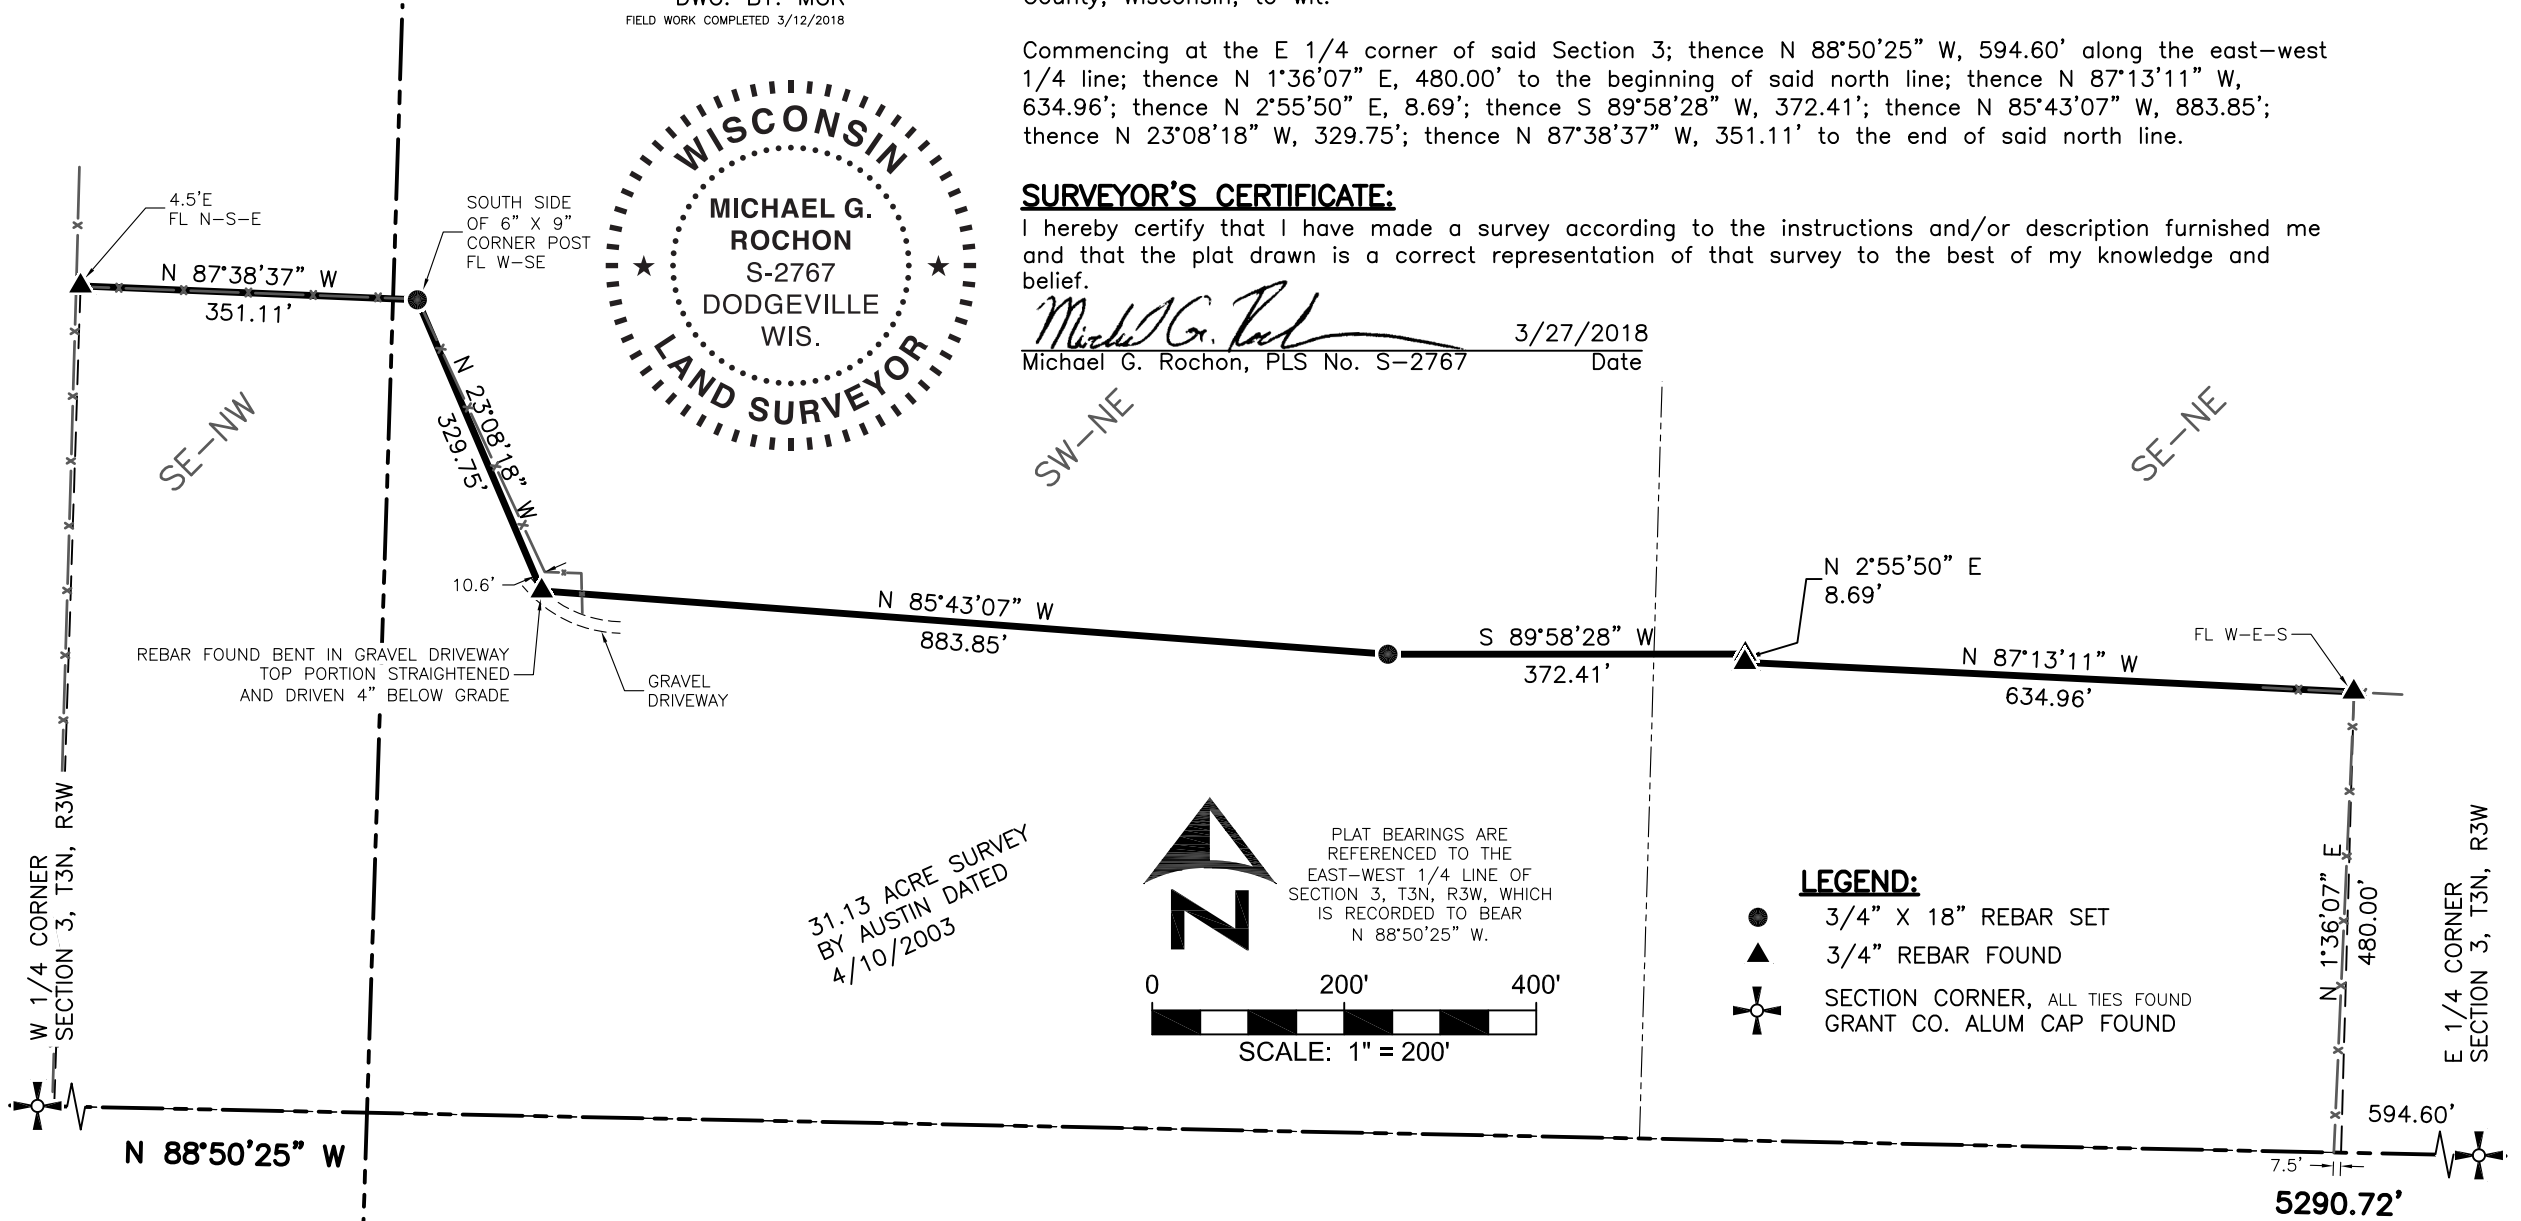 DWG. BY: MGR
FIELD WORK COMPLETED 3/12/2018
County, Wisconsin, to wit:
Commencing at the E 1/4 corner of said Section 3; thence N 88°50'25" W, 594.60' along the east-west
1/4 line; thence N 1°36'07" E, 480.00' to the beginning of said north line; thence N 87°13'11" W,
634.96'; thence N 2°55'50" E, 8.69'; thence S 89°58'28" W, 372.41'; thence N 85°43'07" W, 883.85';
thence N 23°08'18" W, 329.75'; thence N 87°38'37" W, 351.11' to the end of said north line.
SURVEYOR'S CERTIFICATE:
I hereby certify that I have made a survey according to the instructions and/or description furnished me
and that the plat drawn is a correct representation of that survey to the best of my knowledge and
belief.
Michael G. Rochon, PLS No. S-2767
3/27/2018
Date
WISCONSIN
MICHAEL G.
ROCHON
S-2767
DODGEVILLE
WIS.
LAND SURVEYOR
4.5'E
FL N-S-E
SOUTH SIDE
OF 6" X 9"
CORNER POST
FL W-SE
N 87°38'37" W
351.11'
N 23°08'18" W
329.75'
SE-NW
SW-NE
SE-NE
10.6'
N 85°43'07" W
883.85'
S 89°58'28" W
372.41'
N 2°55'50" E
8.69'
N 87°13'11" W
634.96'
FL W-E-S
REBAR FOUND BENT IN GRAVEL DRIVEWAY
TOP PORTION STRAIGHTENED
AND DRIVEN 4" BELOW GRADE
GRAVEL
DRIVEWAY
31.13 ACRE SURVEY
BY AUSTIN DATED
4/10/2003
N
PLAT BEARINGS ARE
REFERENCED TO THE
EAST-WEST 1/4 LINE OF
SECTION 3, T3N, R3W, WHICH
IS RECORDED TO BEAR
N 88°50'25" W.
0 200' 400'
SCALE: 1" = 200'
LEGEND:
3/4" X 18" REBAR SET
3/4" REBAR FOUND
SECTION CORNER, ALL TIES FOUND
GRANT CO. ALUM CAP FOUND
N 1°36'07" E
480.00'
W 1/4 CORNER
SECTION 3, T3N, R3W
E 1/4 CORNER
SECTION 3, T3N, R3W
N 88°50'25" W
594.60'
7.5'
5290.72'